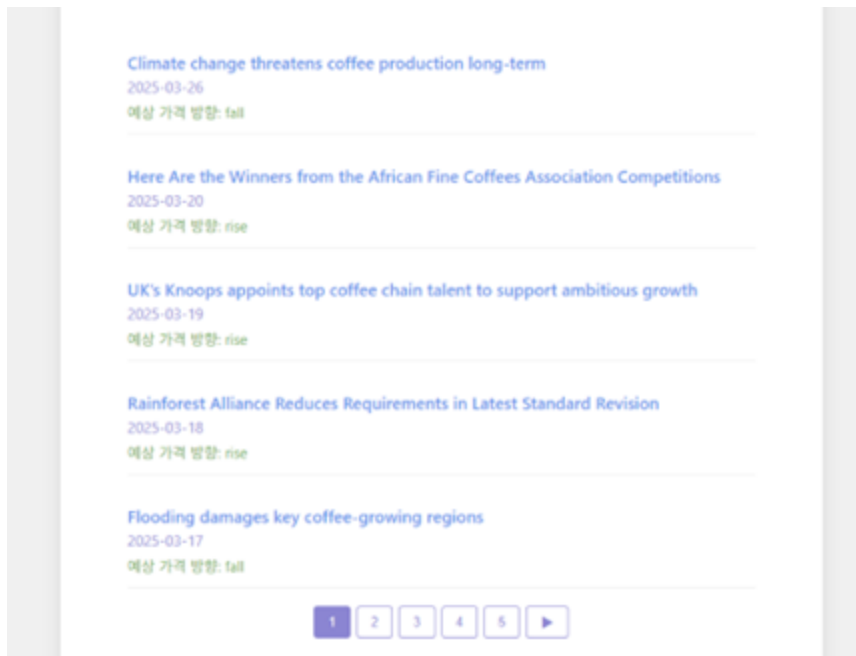 Climate change threatens coffee production long-term
2025-03-26
예상 가격 방향: fall
Here Are the Winners from the African Fine Coffees Association Competitions
2025-03-20
예상 가격 방향: rise
UK's Knoops appoints top coffee chain talent to support ambitious growth
2025-03-19
예상 가격 방향: rise
Rainforest Alliance Reduces Requirements in Latest Standard Revision
2025-03-18
예상 가격 방향: rise
Flooding damages key coffee-growing regions
2025-03-17
예상 가격 방향: fall
1 2 3 4 5 ▶